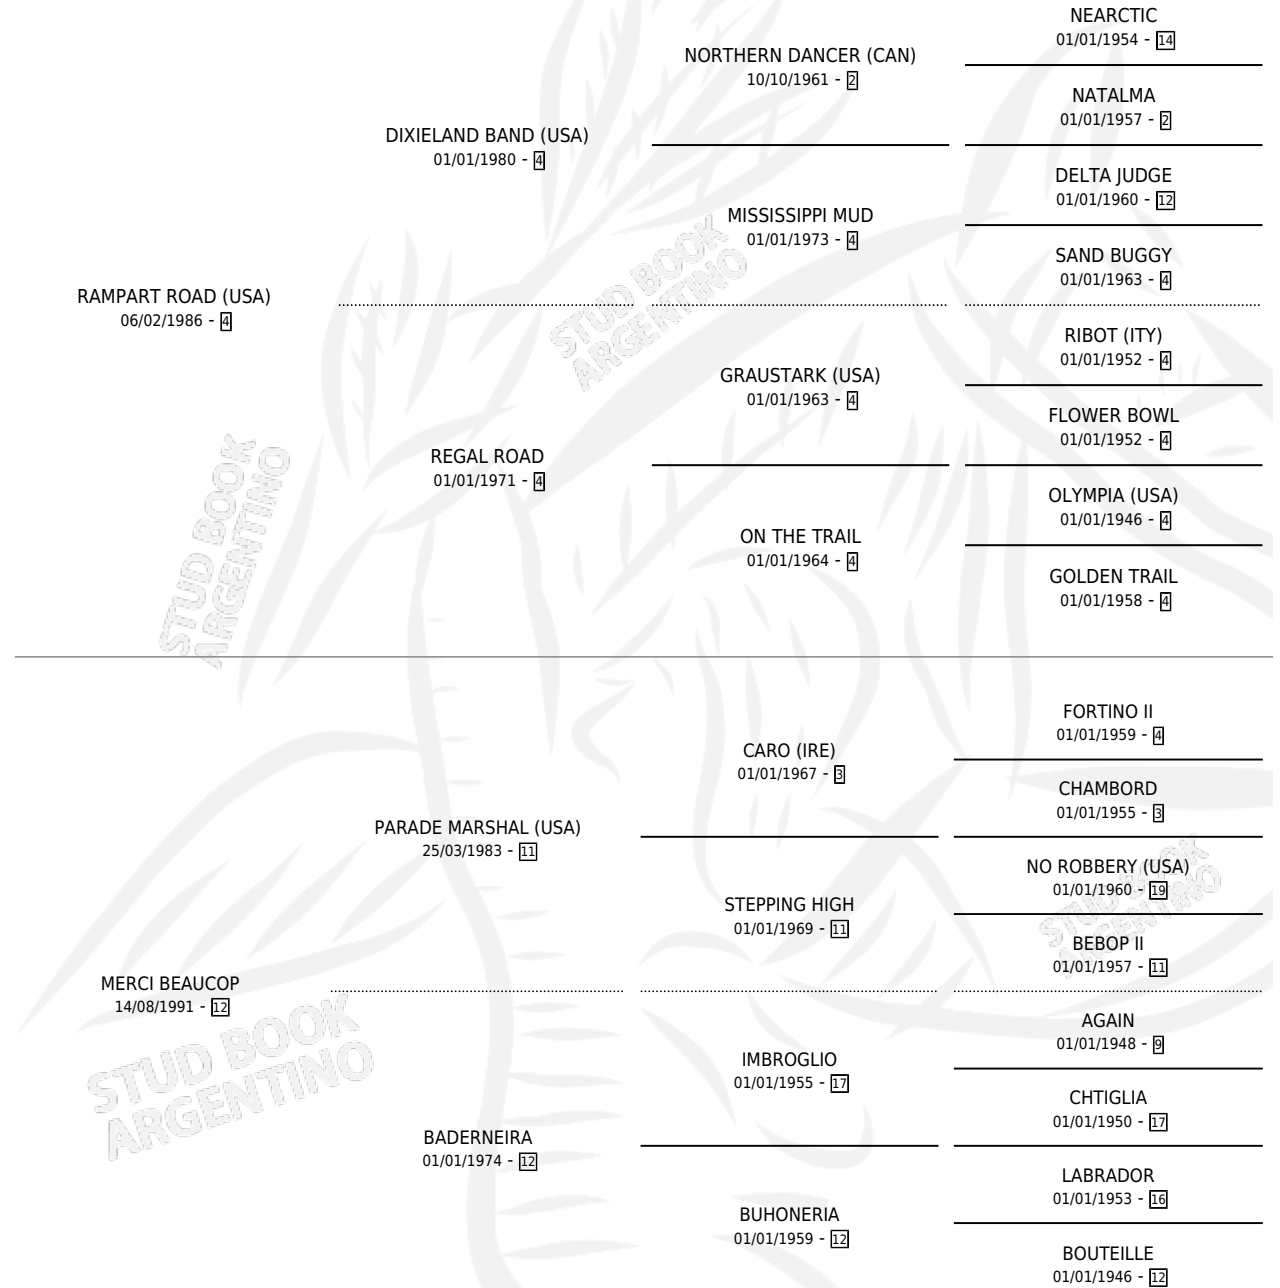 NEARCTIC
01/01/1954 - 14
NORTHERN DANCER (CAN)
10/10/1961 - 2
NATALMA
01/01/1957 - 2
DIXIELAND BAND (USA)
01/01/1980 - 4
DELTA JUDGE
01/01/1960 - 12
MISSISSIPPI MUD
01/01/1973 - 4
SAND BUGGY
01/01/1963 - 4
RAMPART ROAD (USA)
06/02/1986 - 4
STUD BOOK
ARGENTINO
RIBOT (ITY)
01/01/1952 - 4
GRAUSTARK (USA)
01/01/1963 - 4
FLOWER BOWL
01/01/1952 - 4
REGAL ROAD
01/01/1971 - 4
OLYMPIA (USA)
01/01/1946 - 4
ON THE TRAIL
01/01/1964 - 4
GOLDEN TRAIL
01/01/1958 - 4
STUD BOOK
ARGENTINO
FORTINO II
01/01/1959 - 4
CARO (IRE)
01/01/1967 - 3
CHAMBORD
01/01/1955 - 3
PARADE MARSHAL (USA)
25/03/1983 - 11
NO ROBBERY (USA)
01/01/1960 - 19
STEPPING HIGH
01/01/1969 - 11
STUD BOOK
ARGENTINO
BEBOP II
01/01/1957 - 11
MERCI BEAUCOP
14/08/1991 - 12
AGAIN
01/01/1948 - 9
IMBROGLIO
01/01/1955 - 17
STUD BOOK
ARGENTINO
CHTIGLIA
01/01/1950 - 17
BADERNEIRA
01/01/1974 - 12
LABRADOR
01/01/1953 - 16
BUHONERIA
01/01/1959 - 12
BOUTEILLE
01/01/1946 - 12